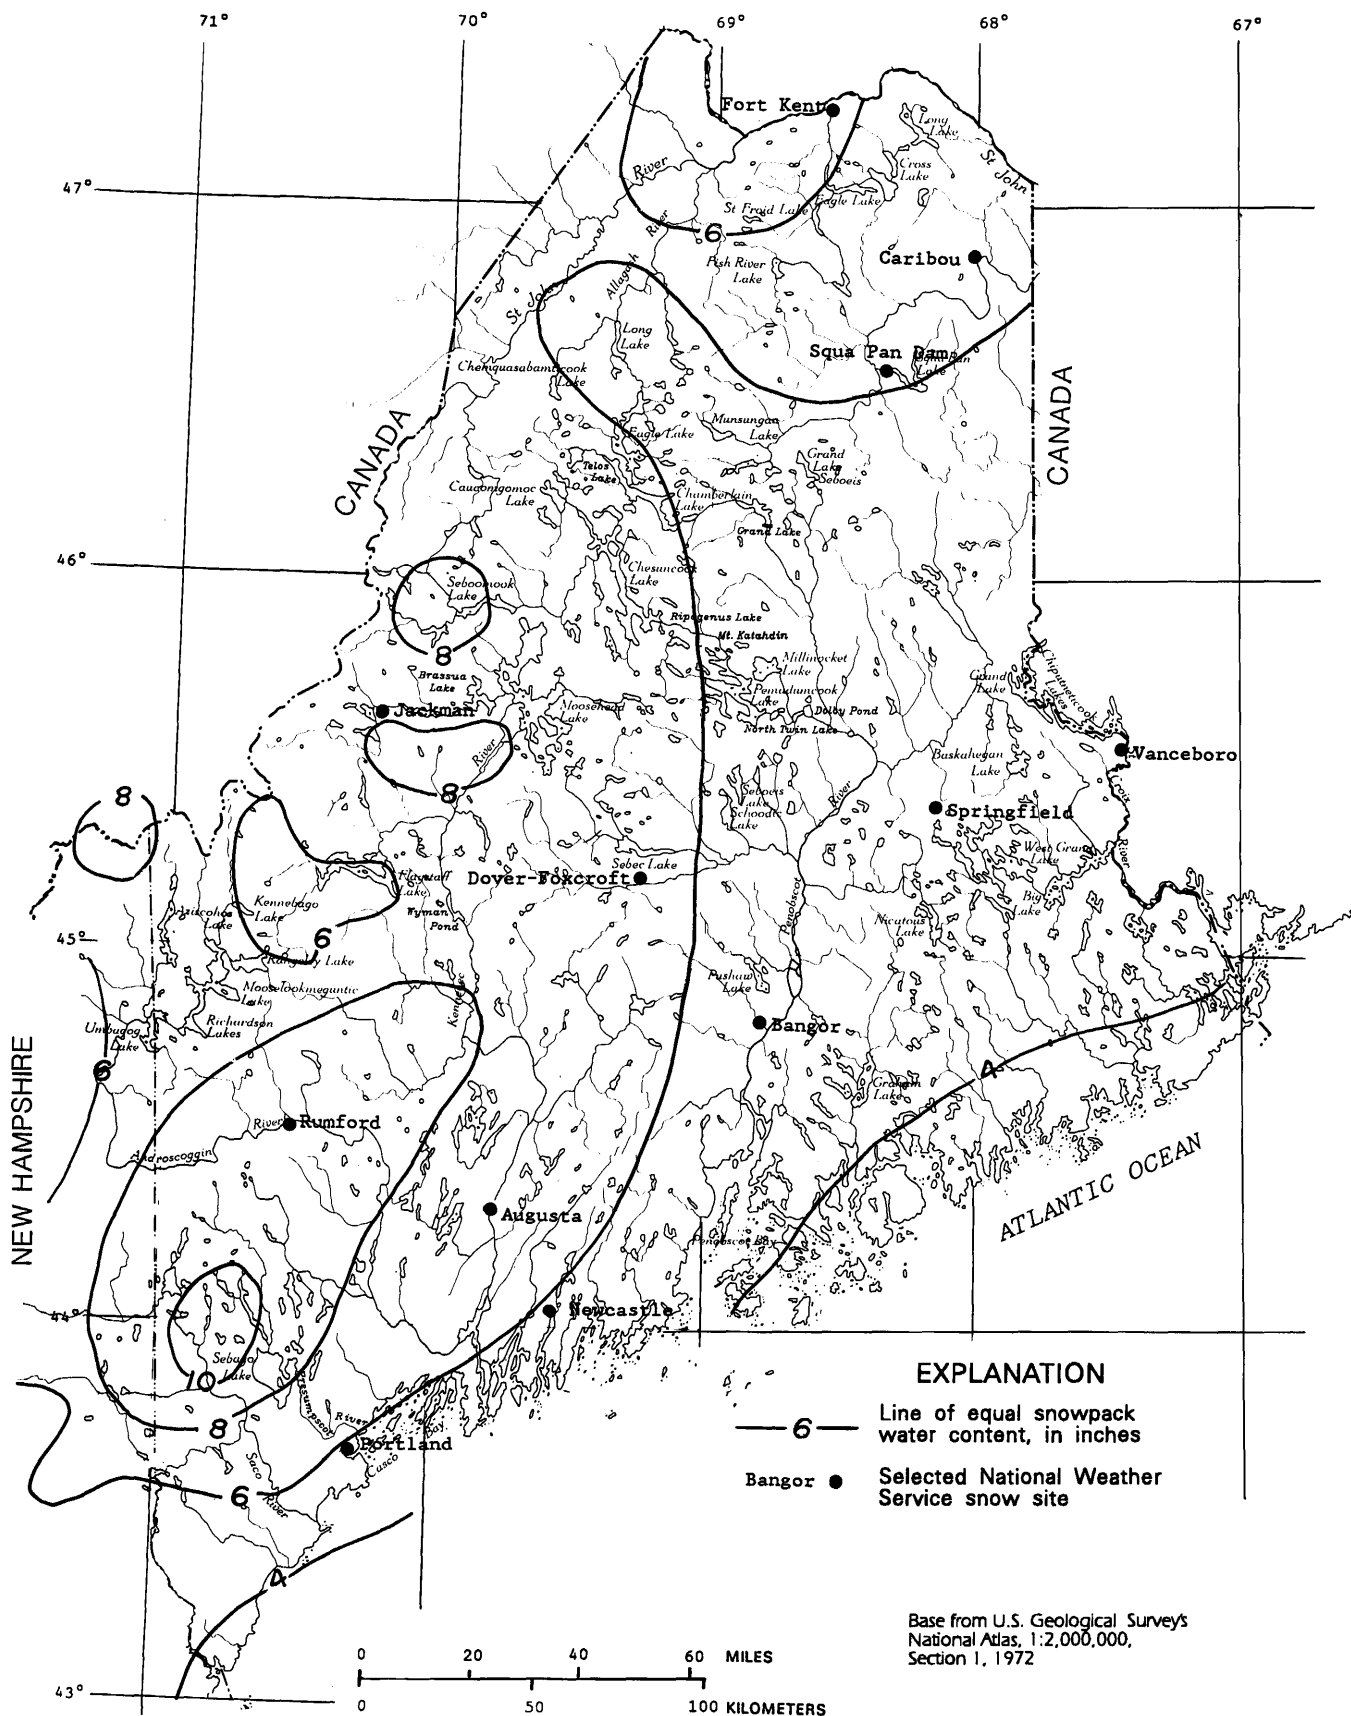 71°
70°
69°
68°
67°
Fort Kent
Long
Lake
Cross
Lake
St John
River
47°
St Froid Lake
Eagle Lake
6
River
Caribou
Fish River
Lake
Allagash
St John
Long
Lake
Squa Pan Dam
Squa Pan
Lake
Chemquasabamticook
Lake
CANADA
CANADA
Munsungan
Lake
Eagle Lake
Grand
Lake
Seboeis
Telos
Lake
Caucomgomoc
Lake
Chamberlain
Lake
Grand Lake
46°
Chesuncook
Lake
Seboomook
Lake
8
Ripogenus Lake
Mt. Katahdin
Millinocket
Lake
Brassua
Lake
Pemadumcook
Lake
Grand
Lake
Chiputneticook
Lakes
Jackman
Moosehead
Lake
Dolby Pond
North Twin Lake
River
Vanceboro
Baskahegan
Lake
8
8
Seboeis
Lake
Schoodic
Lake
River
Croix
River
Springfield
West Grand
Lake
Sebec Lake
Dover-Foxcroft
Flagstaff
Lake
Big
Lake
Kennebago
Lake
Wyman
Pond
Aziscohos
Lake
Penobscot
Nicatous
Lake
45°
6
Rangeley Lake
Pushaw
Lake
Mooselookmeguntic
Lake
Kennebec
Umbagog
Lake
Richardson
Lakes
Bangor
6
4
Graham
Lake
NEW HAMPSHIRE
River
Rumford
Androscoggin
ATLANTIC OCEAN
Augusta
Penobscot Bay
44°
Newcastle
Sebago
Lake
10
Presumpscot
River
8
Portland
Casco
Bay
Saco
River
6
4
EXPLANATION
6 Line of equal snowpack
water content, in inches
Bangor Selected National Weather
Service snow site
Base from U.S. Geological Survey's
National Atlas, 1:2,000,000,
Section 1, 1972
43°
0 20 40 60 MILES
0 50 100 KILOMETERS